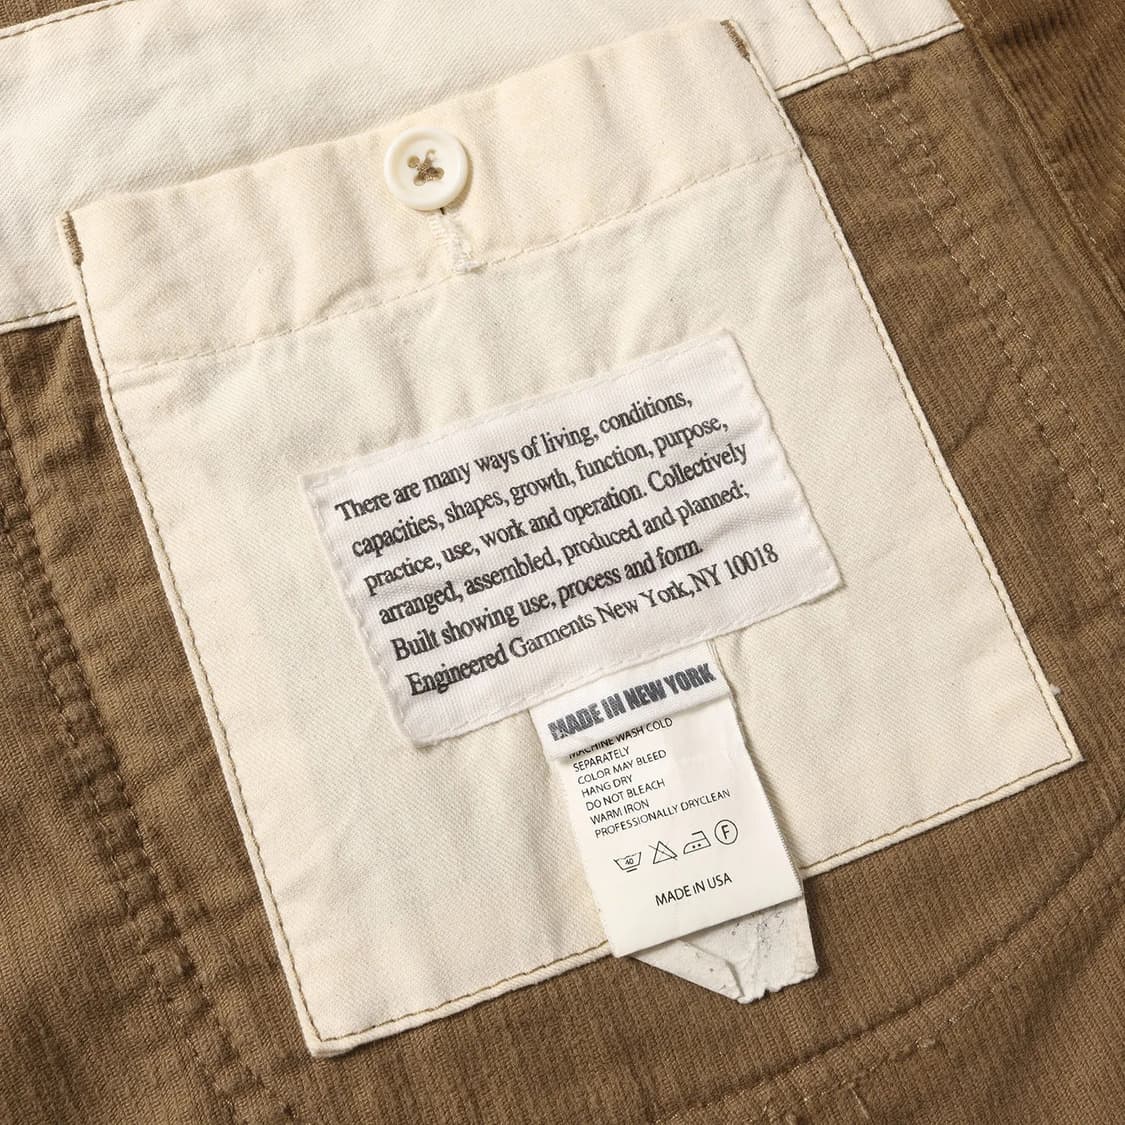 There are many ways of living, conditions,
capacities, shapes, growth, function, purpose,
practice, use, work and operation. Collectively
arranged, assembled, produced and planned;
Built showing use, process and form.
Engineered Garments New York,NY 10018
MADE IN NEW YORK
MACHINE WASH COLD
SEPARATELY
COLOR MAY BLEED
HANG DRY
DO NOT BLEACH
WARM IRON
PROFESSIONALLY DRYCLEAN
40 F
MADE IN USA